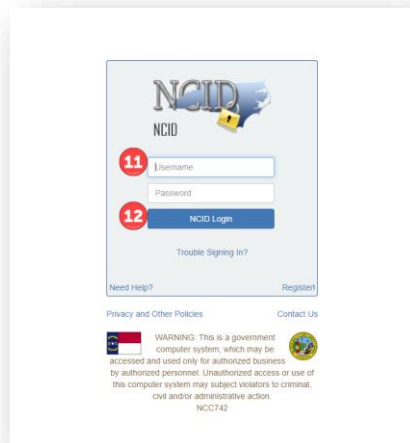 NCID
NCID
11
Username
Password
12
NCID Login
Trouble Signing In?
Need Help?
Register!
Privacy and Other Policies
Contact Us
WARNING: This is a government
computer system, which may be
accessed and used only for authorized business
by authorized personnel. Unauthorized access or use of
this computer system may subject violators to criminal,
civil and/or administrative action.
NCC742